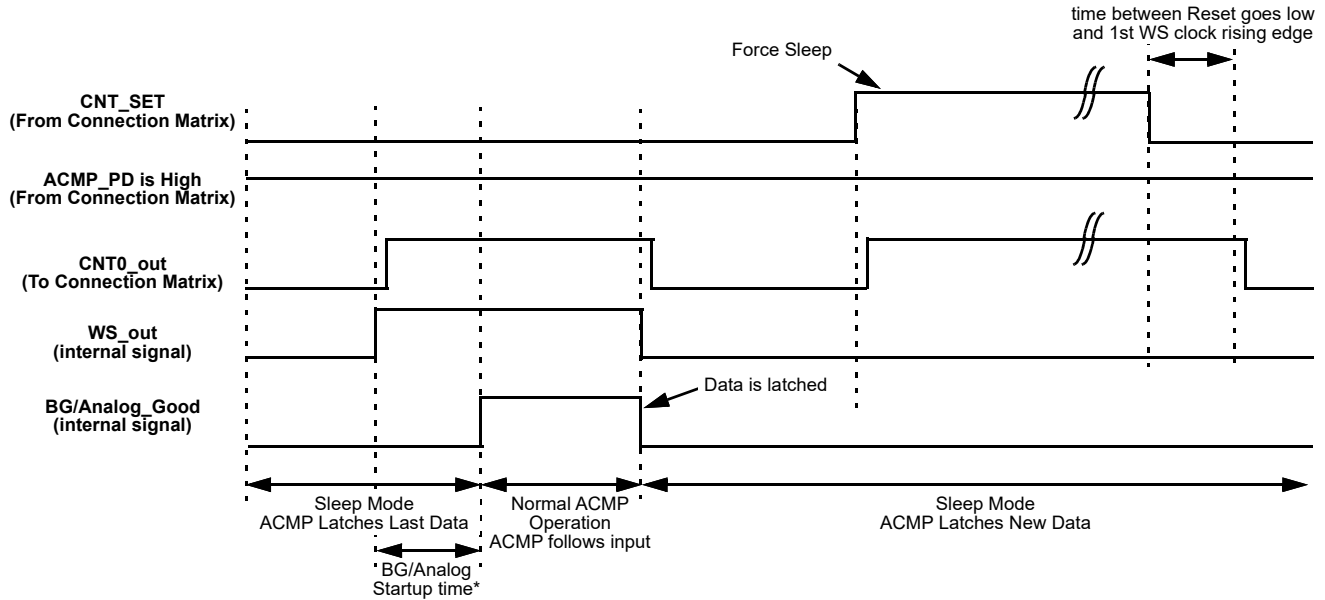 time between Reset goes low
and 1st WS clock rising edge
Force Sleep
CNT_SET
(From Connection Matrix)
ACMP_PD is High
(From Connection Matrix)
CNT0_out
(To Connection Matrix)
WS_out
(internal signal)
Data is latched
BG/Analog_Good
(internal signal)
Sleep Mode
ACMP Latches Last Data
Normal ACMP
Operation
ACMP follows input
Sleep Mode
ACMP Latches New Data
BG/Analog
Startup time*